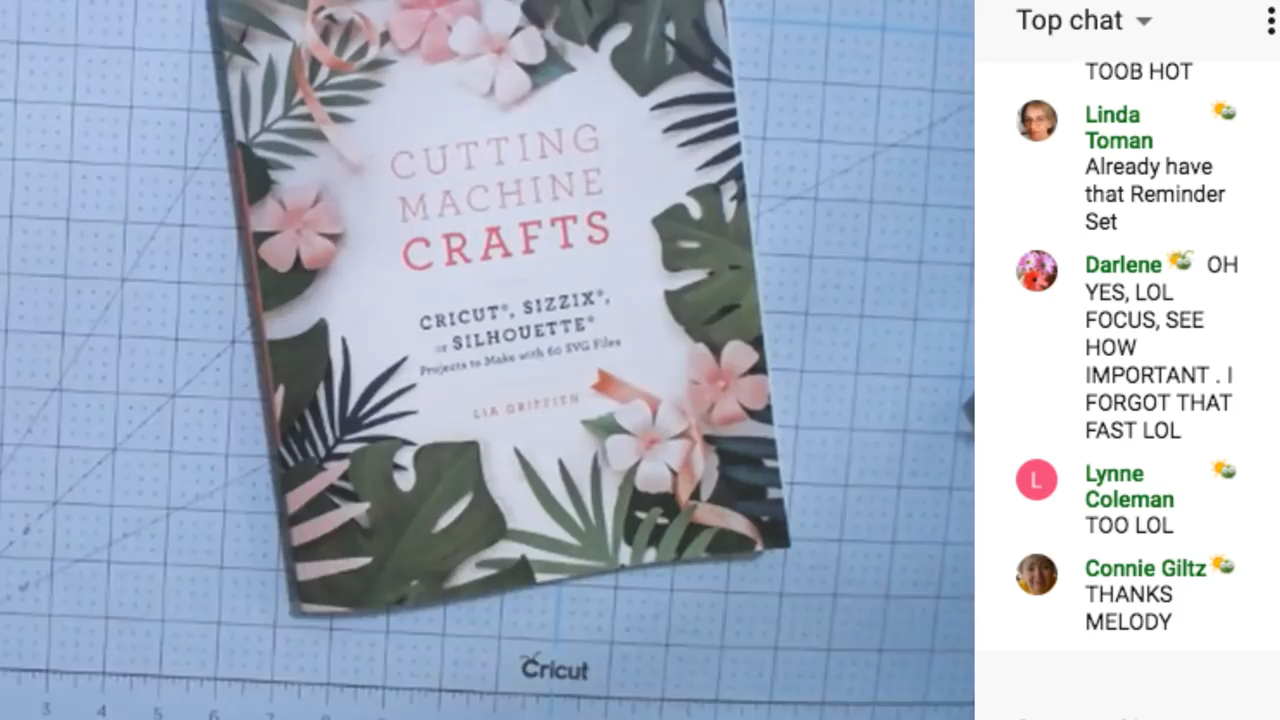 CUTTING
MACHINE
CRAFTS
CRICUT®, SIZZIX®,
or SILHOUETTE®
Projects to Make with 60 SVG Files
LIA GRIFFITH
Cricut
3 4 5 6 7 8
Top chat
TOOB HOT
Linda
Toman
Already have
that Reminder
Set
Darlene OH
YES, LOL
FOCUS, SEE
HOW
IMPORTANT . I
FORGOT THAT
FAST LOL
L
Lynne
Coleman
TOO LOL
Connie Giltz
THANKS
MELODY